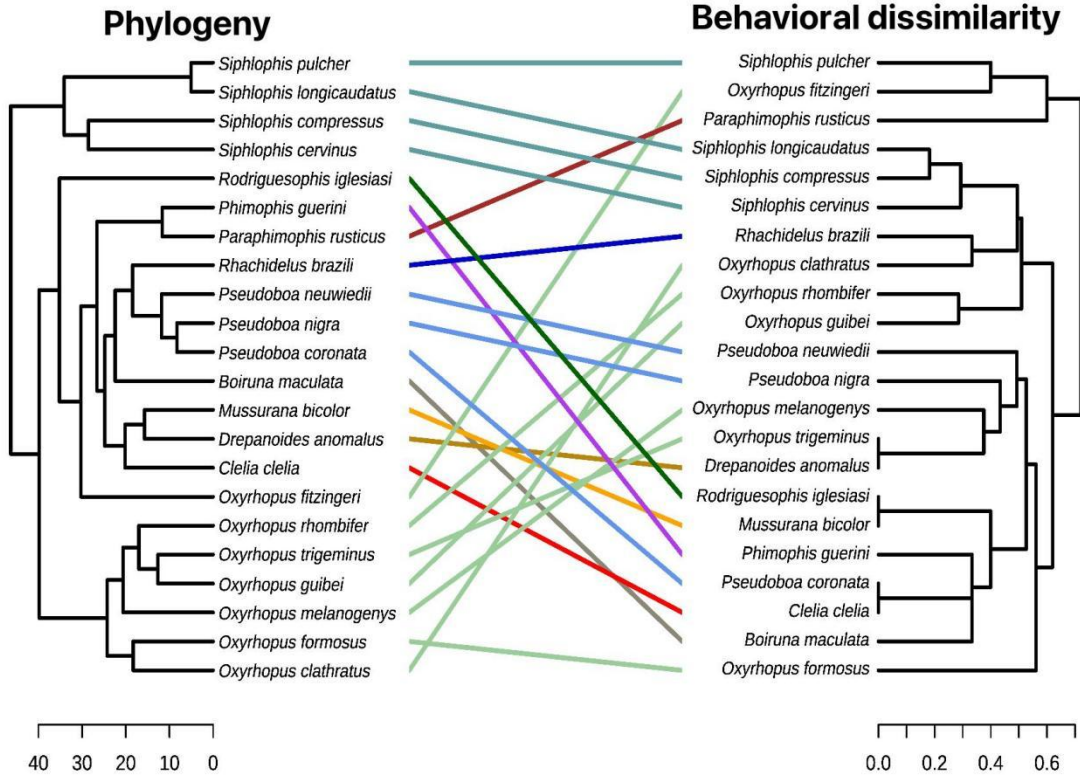 Phylogeny
Siphlophis pulcher
Siphlophis longicaudatus
Siphlophis compressus
Siphlophis cervinus
Rodriguesophis iglesiasi
Phimophis guerini
Paraphimophis rusticus
Rhachidelus brazili
Pseudoboa neuwiedii
Pseudoboa nigra
Pseudoboa coronata
Boiruna maculata
Mussurana bicolor
Drepanoides anomalus
Clelia clelia
Oxyrhopus fitzingeri
Oxyrhopus rhombifer
Oxyrhopus trigeminus
Oxyrhopus guibei
Oxyrhopus melanogenys
Oxyrhopus formosus
Oxyrhopus clathratus
40 30 20 10 0
Behavioral dissimilarity
Siphlophis pulcher
Oxyrhopus fitzingeri
Paraphimophis rusticus
Siphlophis longicaudatus
Siphlophis compressus
Siphlophis cervinus
Rhachidelus brazili
Oxyrhopus clathratus
Oxyrhopus rhombifer
Oxyrhopus guibei
Pseudoboa neuwiedii
Pseudoboa nigra
Oxyrhopus melanogenys
Oxyrhopus trigeminus
Drepanoides anomalus
Rodriguesophis iglesiasi
Mussurana bicolor
Phimophis guerini
Pseudoboa coronata
Clelia clelia
Boiruna maculata
Oxyrhopus formosus
0.0 0.2 0.4 0.6